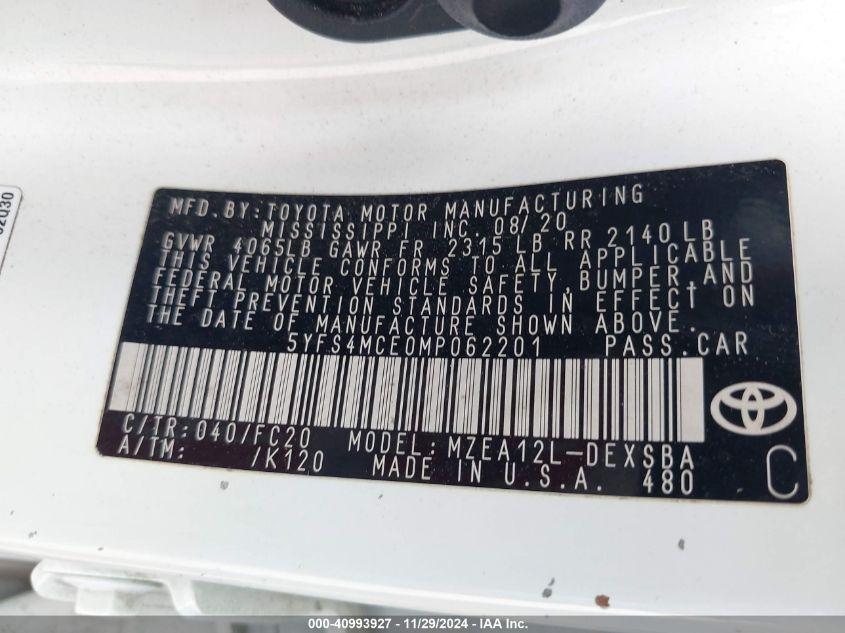 MFD. BY: TOYOTA MOTOR MANUFACTURING
MISSISSIPPI INC. 08/20
GVWR 4065LB GAWR FR 2315 LB RR 2140 LB
THIS VEHICLE CONFORMS TO ALL APPLICABLE
FEDERAL MOTOR VEHICLE SAFETY, BUMPER, AND
THEFT PREVENTION STANDARDS IN EFFECT ON
THE DATE OF MANUFACTURE SHOWN ABOVE.
5YFS4MCE0MP062201 PASS. CAR
C/TR: 040/FC20 MODEL: MZEA12L-DEXSBA
A/TM: /K120 MADE IN U.S.A. 480
C
000-40993927 - 11/29/2024 - IAA Inc.